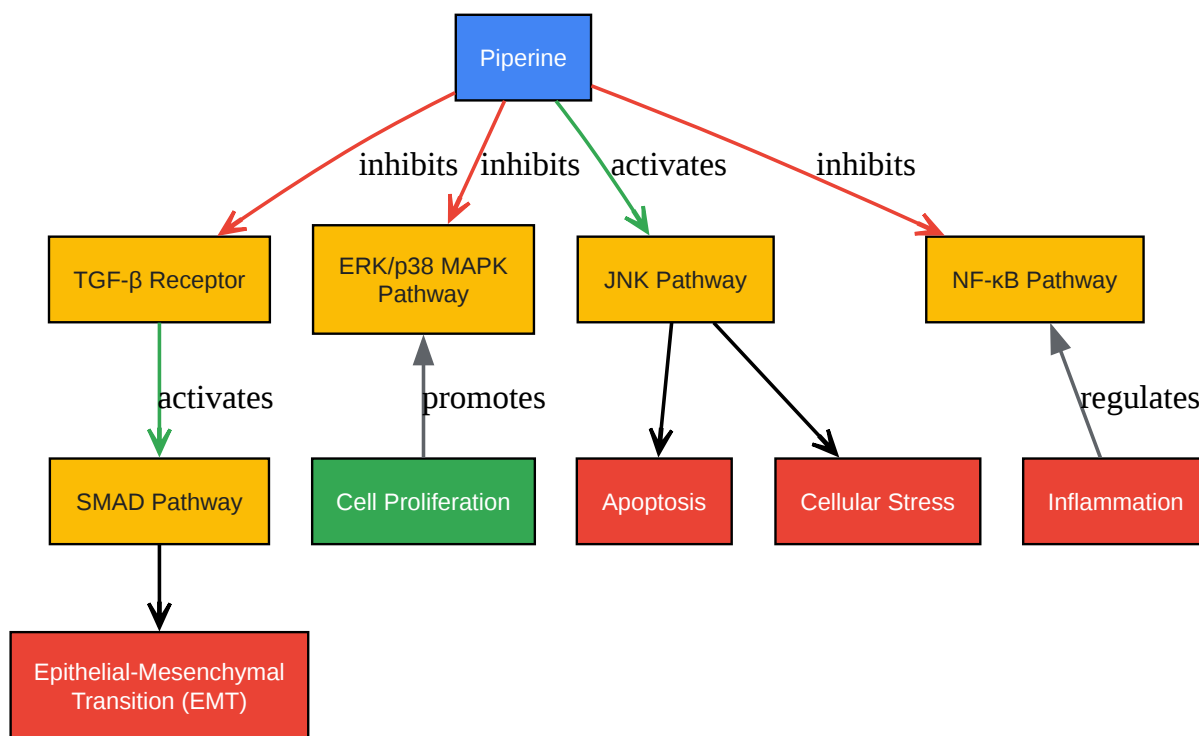 Piperine
inhibits
inhibits
activates
inhibits
TGF-β Receptor
ERK/p38 MAPK
Pathway
JNK Pathway
NF-κB Pathway
activates
promotes
regulates
SMAD Pathway
Cell Proliferation
Apoptosis
Cellular Stress
Inflammation
Epithelial-Mesenchymal
Transition (EMT)